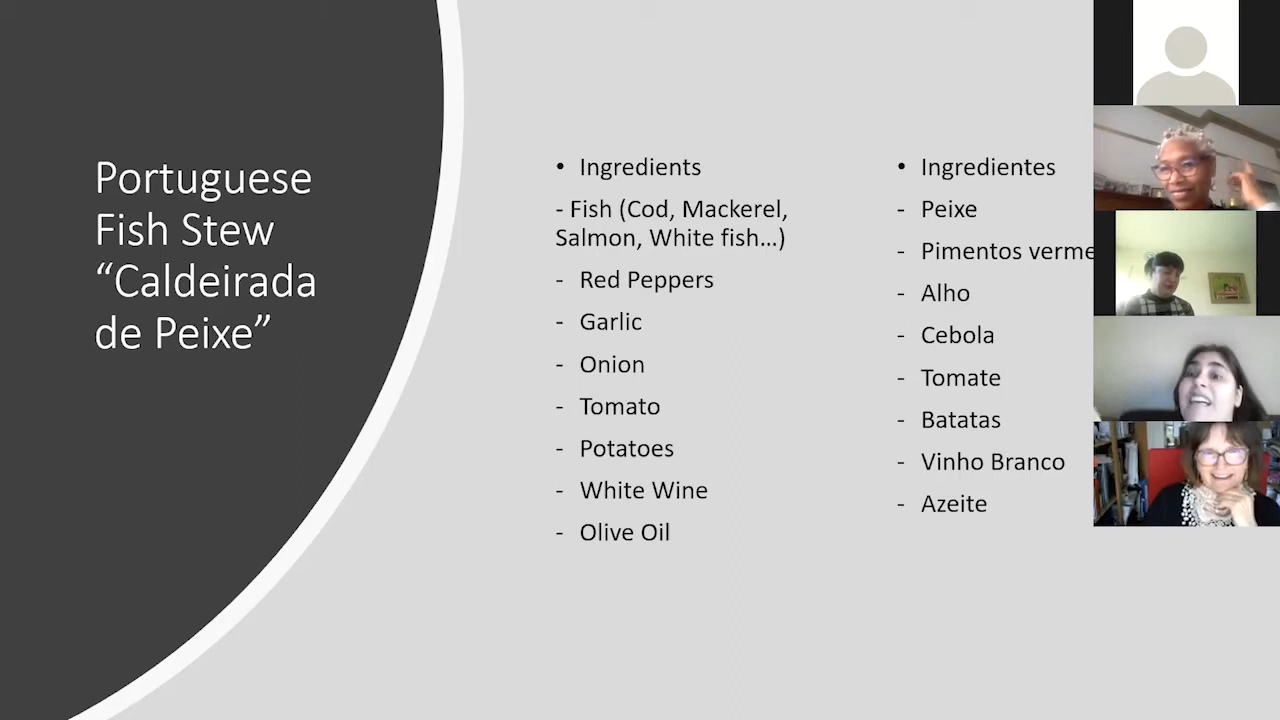 Portuguese
Fish Stew
“Caldeirada
de Peixe”
• Ingredients
- Fish (Cod, Mackerel,
Salmon, White fish…)
- Red Peppers
- Garlic
- Onion
- Tomato
- Potatoes
- White Wine
- Olive Oil
• Ingredientes
- Peixe
- Pimentos verme
- Alho
- Cebola
- Tomate
- Batatas
- Vinho Branco
- Azeite